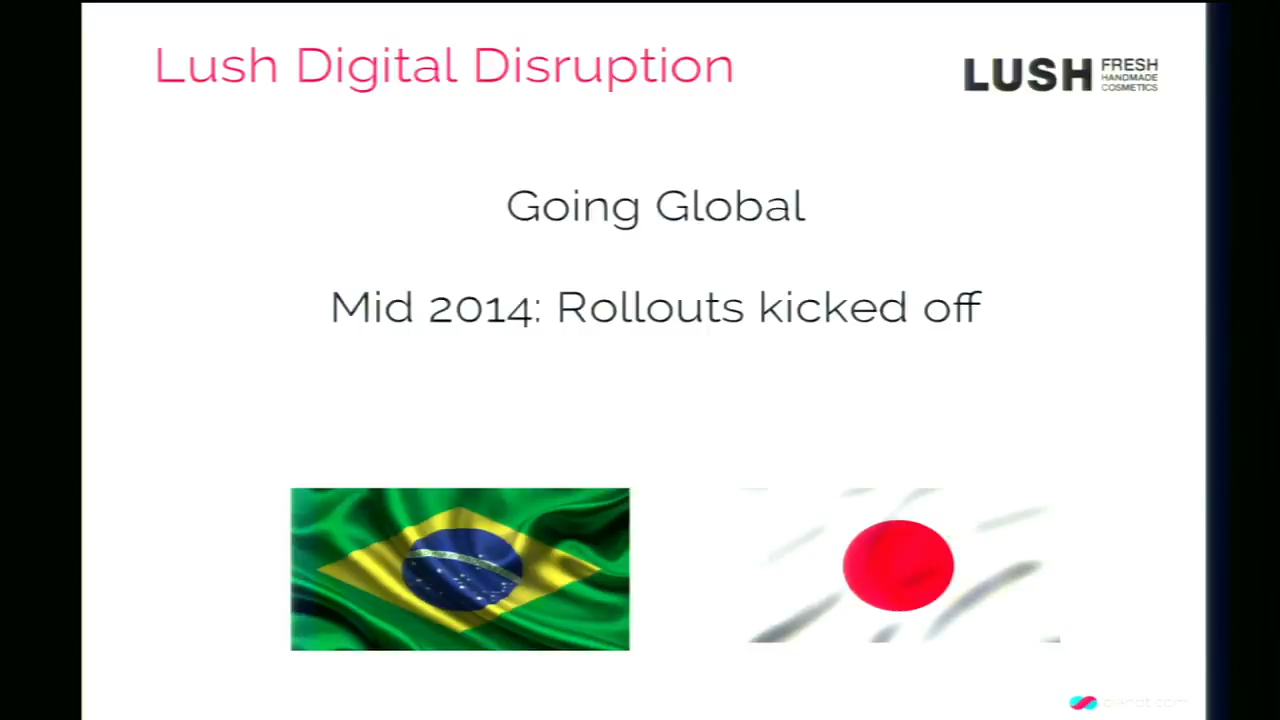 Lush Digital Disruption
LUSH FRESH
HANDMADE
COSMETICS
Going Global
Mid 2014: Rollouts kicked off